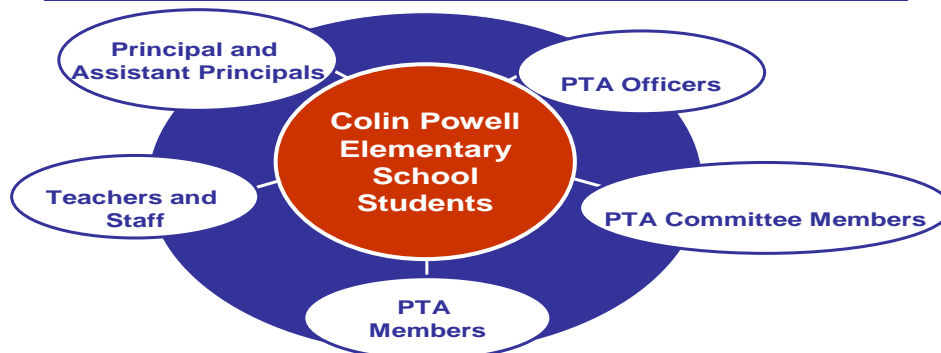 Principal and
Assistant Principals
PTA Officers
Colin Powell
Elementary
School
Students
Teachers and
Staff
PTA Committee Members
PTA
Members